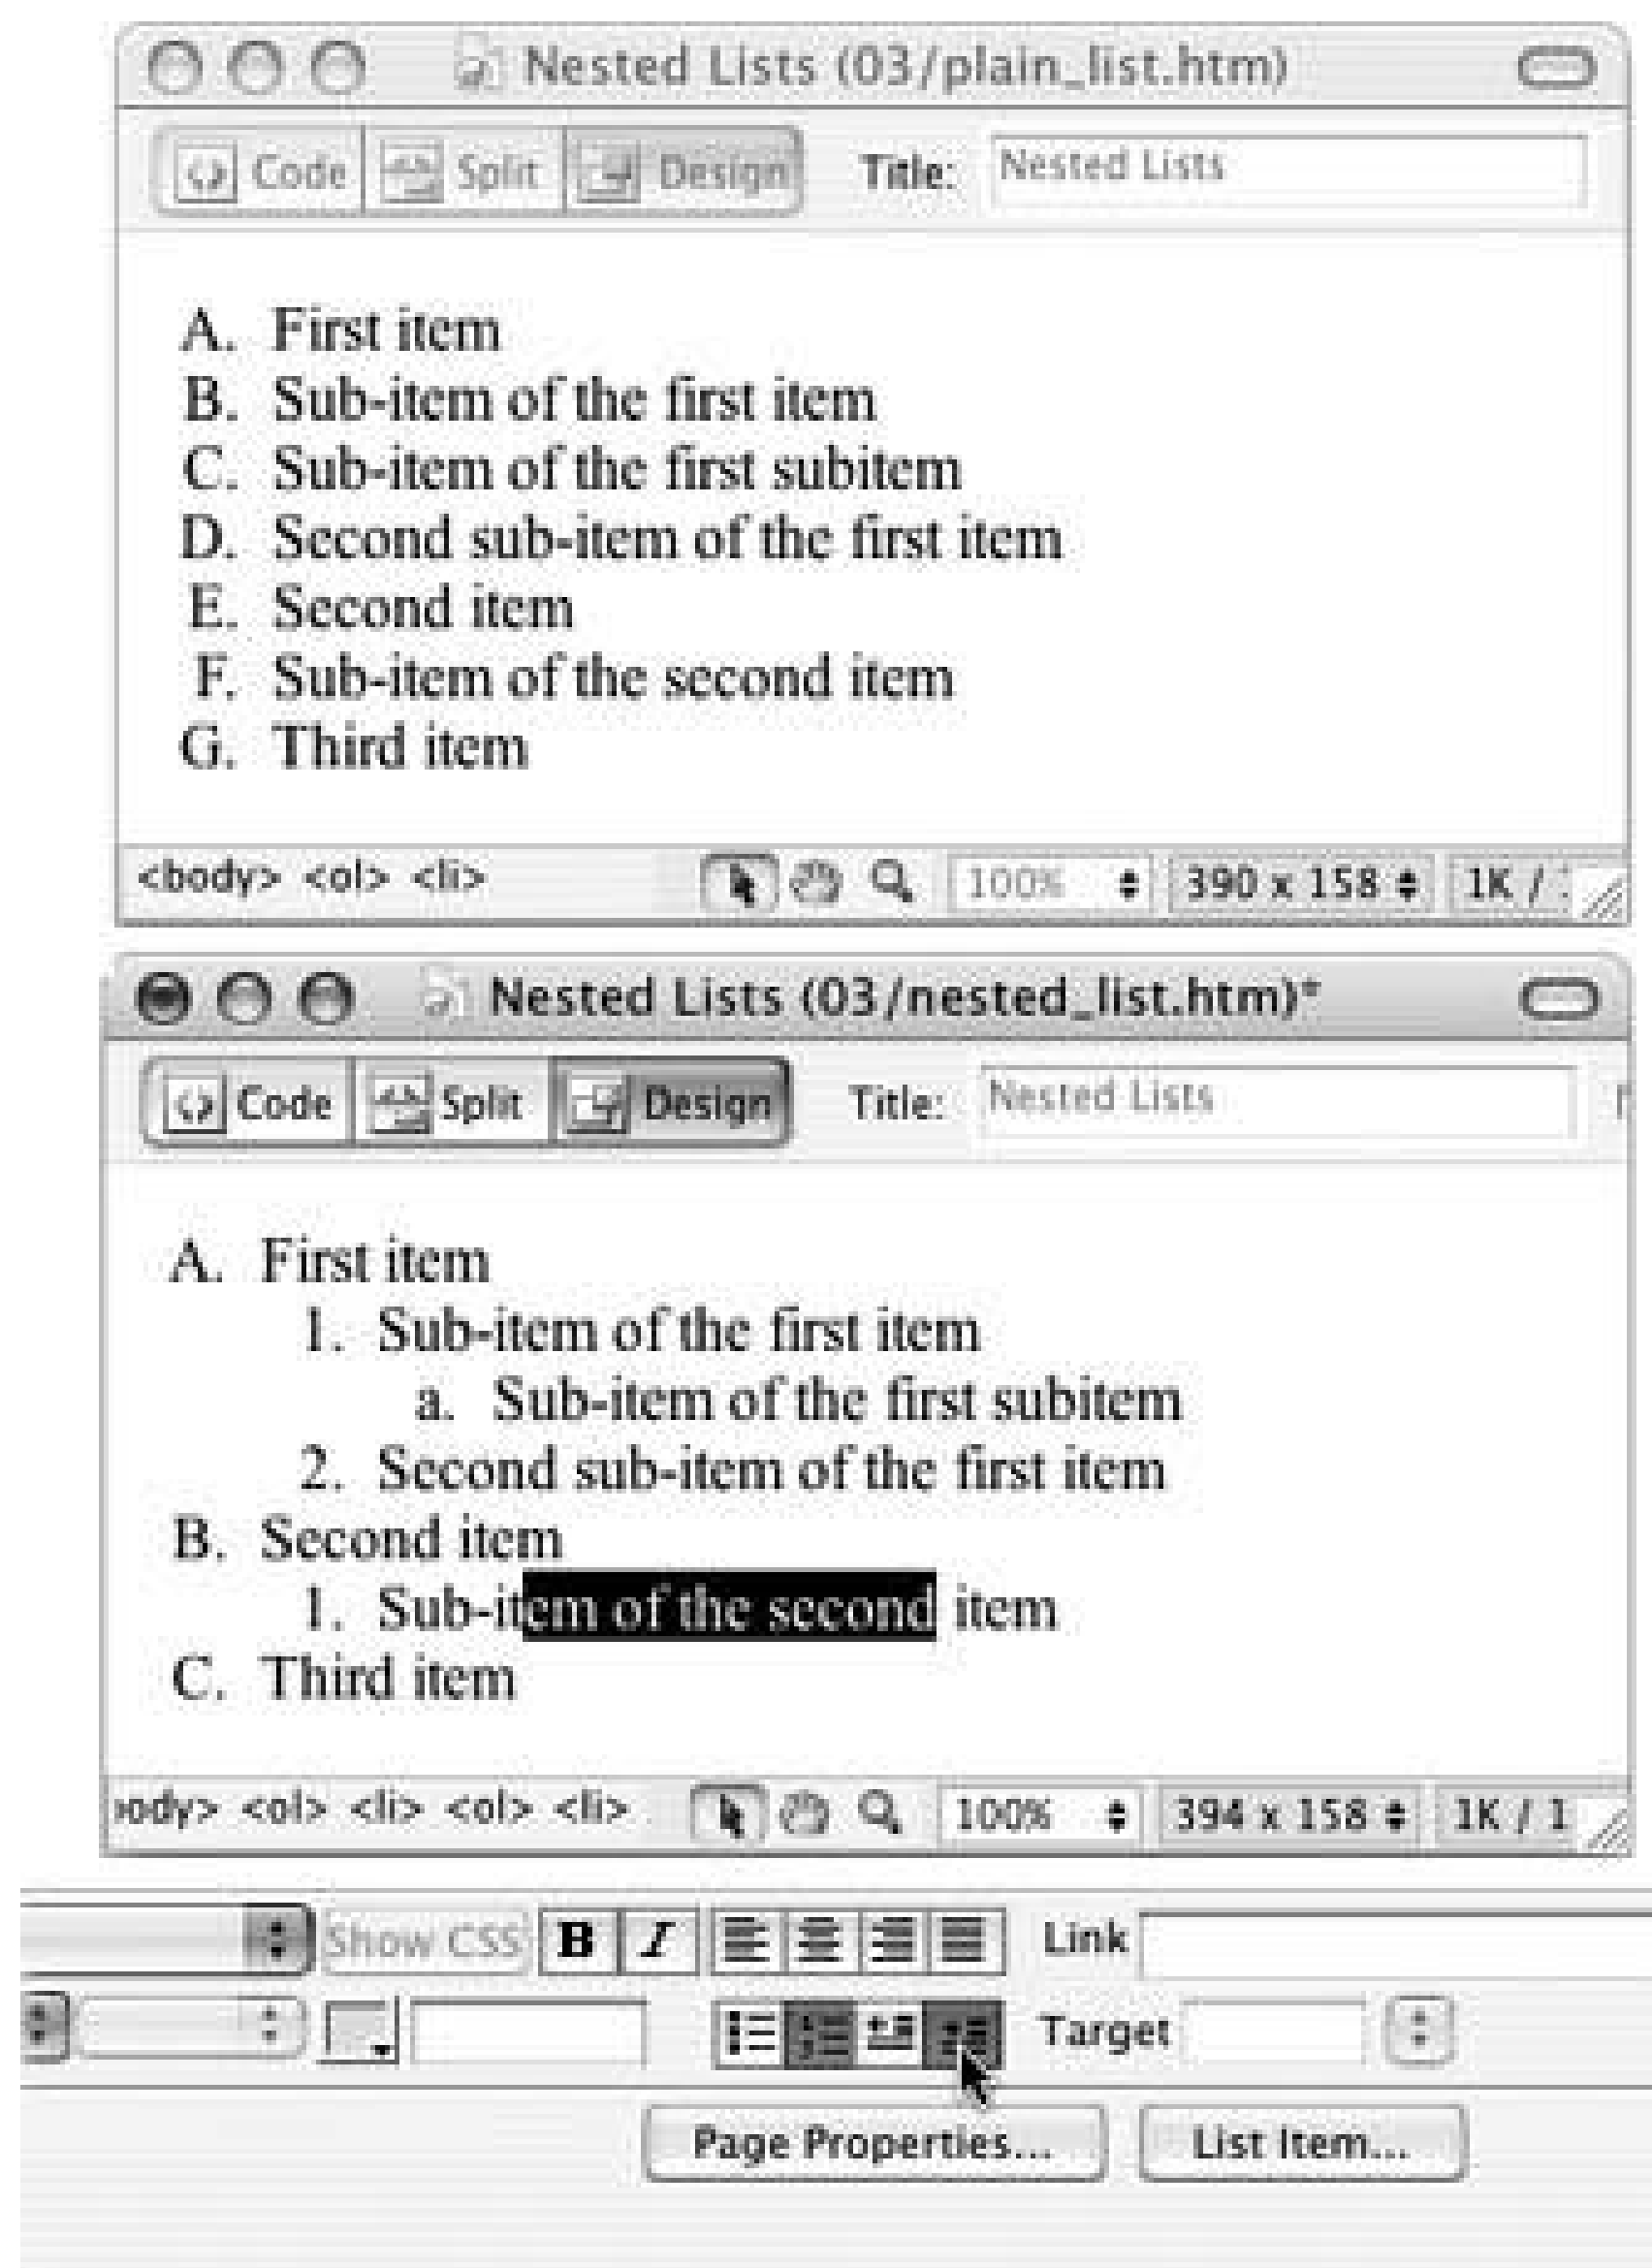 Nested Lists (03/plain_list.htm)
Code Split Design Title: Nested Lists
A. First item
B. Sub-item of the first item
C. Sub-item of the first subitem
D. Second sub-item of the first item
E. Second item
F. Sub-item of the second item
G. Third item
<body> <ol> <li> 100% 390 x 158 1K /
Nested Lists (03/nested_list.htm)*
Code Split Design Title: Nested Lists
A. First item
1. Sub-item of the first item
a. Sub-item of the first subitem
2. Second sub-item of the first item
B. Second item
1. Sub-item of the second item
C. Third item
ody> <ol> <li> <ol> <li> 100% 394 x 158 1K / 1
Show CSS B I Link
Target
Page Properties... List Item...